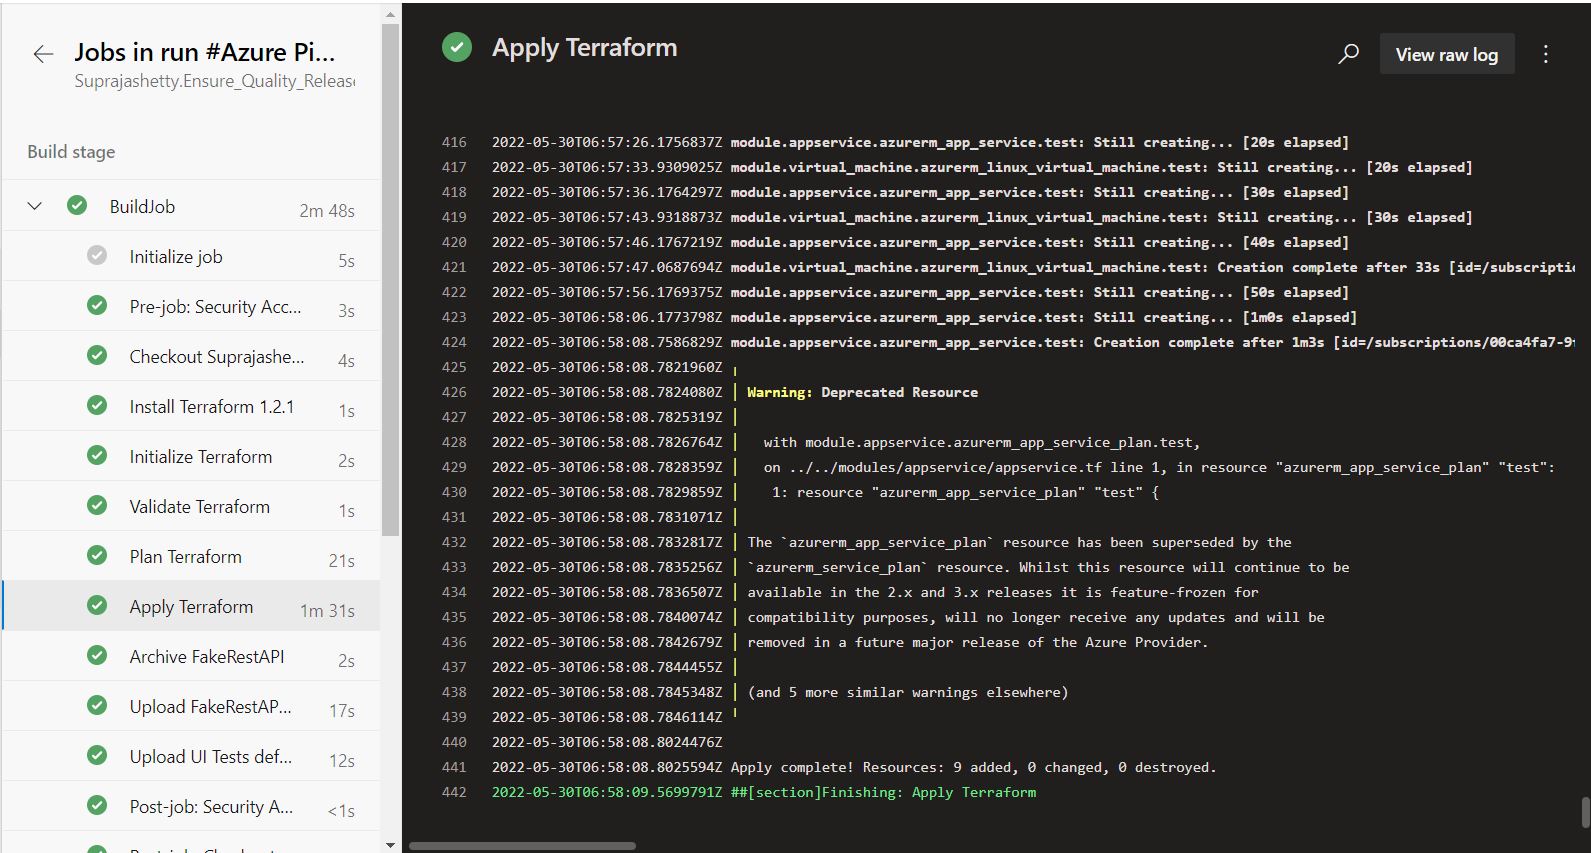 Jobs in run #Azure Pi...
Suprajashetty.Ensure_Quality_Release
Build stage
BuildJob 2m 48s
Initialize job 5s
Pre-job: Security Acc... 3s
Checkout Suprajashe... 4s
Install Terraform 1.2.1 1s
Initialize Terraform 2s
Validate Terraform 1s
Plan Terraform 21s
Apply Terraform 1m 31s
Archive FakeRestAPI 2s
Upload FakeRestAP... 17s
Upload UI Tests def... 12s
Post-job: Security A... <1s
Apply Terraform
View raw log
416 2022-05-30T06:57:26.1756837Z module.appservice.azurerm_app_service.test: Still creating... [20s elapsed]
417 2022-05-30T06:57:33.9309025Z module.virtual_machine.azurerm_linux_virtual_machine.test: Still creating... [20s elapsed]
418 2022-05-30T06:57:36.1764297Z module.appservice.azurerm_app_service.test: Still creating... [30s elapsed]
419 2022-05-30T06:57:43.9318873Z module.virtual_machine.azurerm_linux_virtual_machine.test: Still creating... [30s elapsed]
420 2022-05-30T06:57:46.1767219Z module.appservice.azurerm_app_service.test: Still creating... [40s elapsed]
421 2022-05-30T06:57:47.0687694Z module.virtual_machine.azurerm_linux_virtual_machine.test: Creation complete after 33s [id=/subscriptio
422 2022-05-30T06:57:56.1769375Z module.appservice.azurerm_app_service.test: Still creating... [50s elapsed]
423 2022-05-30T06:58:06.1773798Z module.appservice.azurerm_app_service.test: Still creating... [1m0s elapsed]
424 2022-05-30T06:58:08.7586829Z module.appservice.azurerm_app_service.test: Creation complete after 1m3s [id=/subscriptions/00ca4fa7-9
425 2022-05-30T06:58:08.7821960Z
426 2022-05-30T06:58:08.7824080Z │ Warning: Deprecated Resource
427 2022-05-30T06:58:08.7825319Z │
428 2022-05-30T06:58:08.7826764Z │ with module.appservice.azurerm_app_service_plan.test,
429 2022-05-30T06:58:08.7828359Z │ on ../../modules/appservice/appservice.tf line 1, in resource "azurerm_app_service_plan" "test":
430 2022-05-30T06:58:08.7829859Z │ 1: resource "azurerm_app_service_plan" "test" {
431 2022-05-30T06:58:08.7831071Z │
432 2022-05-30T06:58:08.7832817Z │ The `azurerm_app_service_plan` resource has been superseded by the
433 2022-05-30T06:58:08.7835256Z │ `azurerm_service_plan` resource. Whilst this resource will continue to be
434 2022-05-30T06:58:08.7836507Z │ available in the 2.x and 3.x releases it is feature-frozen for
435 2022-05-30T06:58:08.7840074Z │ compatibility purposes, will no longer receive any updates and will be
436 2022-05-30T06:58:08.7842679Z │ removed in a future major release of the Azure Provider.
437 2022-05-30T06:58:08.7844455Z │
438 2022-05-30T06:58:08.7845348Z │ (and 5 more similar warnings elsewhere)
439 2022-05-30T06:58:08.7846114Z
440 2022-05-30T06:58:08.8024476Z
441 2022-05-30T06:58:08.8025594Z Apply complete! Resources: 9 added, 0 changed, 0 destroyed.
442 2022-05-30T06:58:09.5699791Z ##[section]Finishing: Apply Terraform